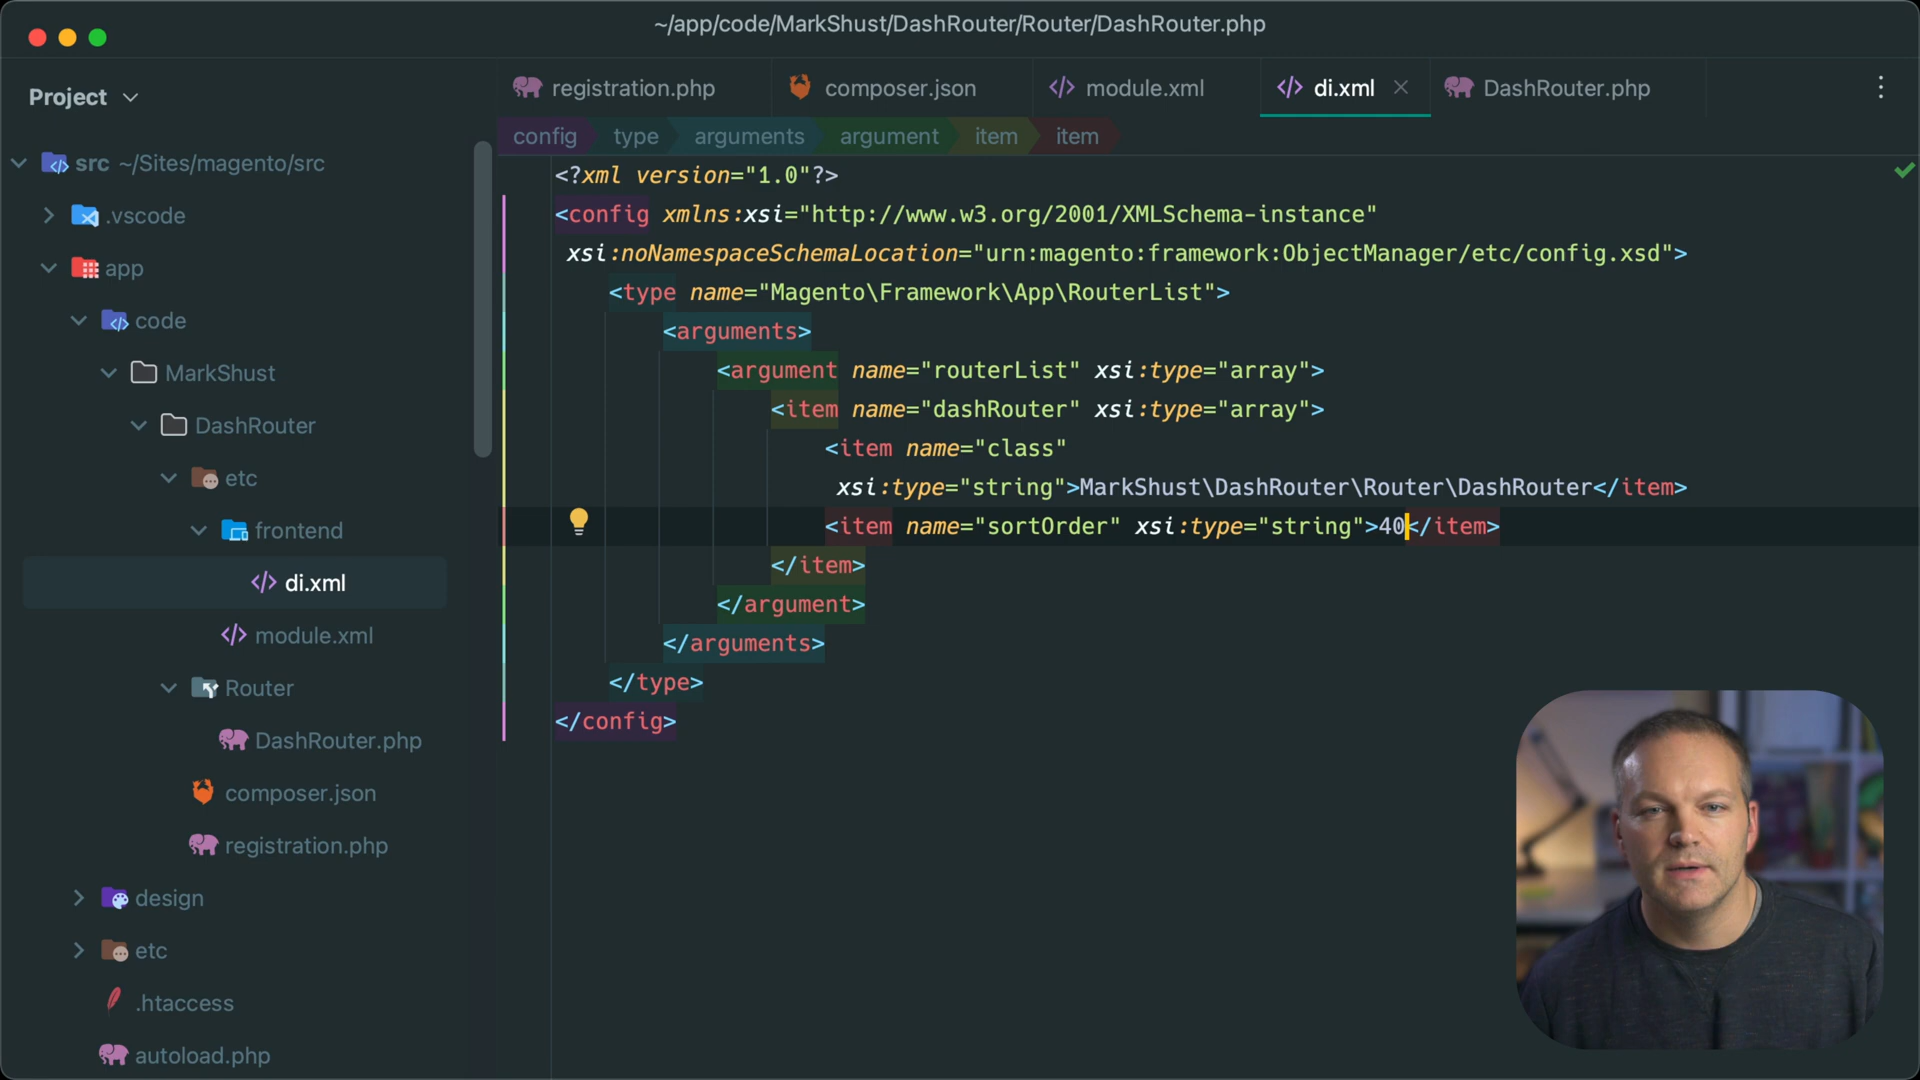 ~/app/code/MarkShust/DashRouter/Router/DashRouter.php
Project
registration.php
composer.json
module.xml
di.xml
DashRouter.php
config
type
arguments
argument
item
item
src ~/Sites/magento/src
.vscode
app
code
MarkShust
DashRouter
etc
frontend
di.xml
module.xml
Router
DashRouter.php
composer.json
registration.php
design
etc
.htaccess
autoload.php
<?xml version="1.0"?>
<config xmlns:xsi="http://www.w3.org/2001/XMLSchema-instance"
xsi:noNamespaceSchemaLocation="urn:magento:framework:ObjectManager/etc/config.xsd">
<type name="Magento\Framework\App\RouterList">
<arguments>
<argument name="routerList" xsi:type="array">
<item name="dashRouter" xsi:type="array">
<item name="class"
xsi:type="string">MarkShust\DashRouter\Router\DashRouter</item>
<item name="sortOrder" xsi:type="string">40</item>
</item>
</argument>
</arguments>
</type>
</config>